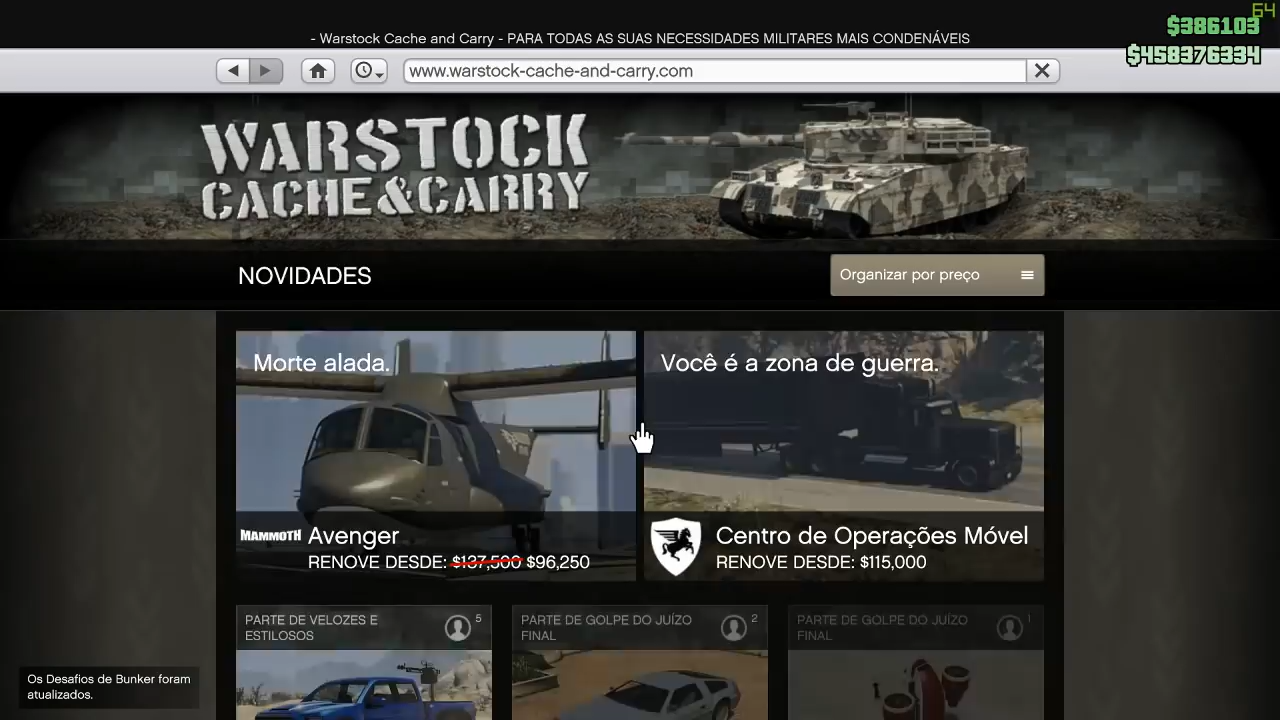 64
$386103
- Warstock Cache and Carry - PARA TODAS AS SUAS NECESSIDADES MILITARES MAIS CONDENÁVEIS
$458376334
www.warstock-cache-and-carry.com
WARSTOCK
CACHE&CARRY
NOVIDADES
Organizar por preço
Morte alada.
Você é a zona de guerra.
MAMMOTH
Avenger
RENOVE DESDE: $137,500 $96,250
Centro de Operações Móvel
RENOVE DESDE: $115,000
PARTE DE VELOZES E
ESTILOSOS
5
PARTE DE GOLPE DO JUÍZO
FINAL
2
PARTE DE GOLPE DO JUÍZO
FINAL
1
Os Desafios de Bunker foram
atualizados.